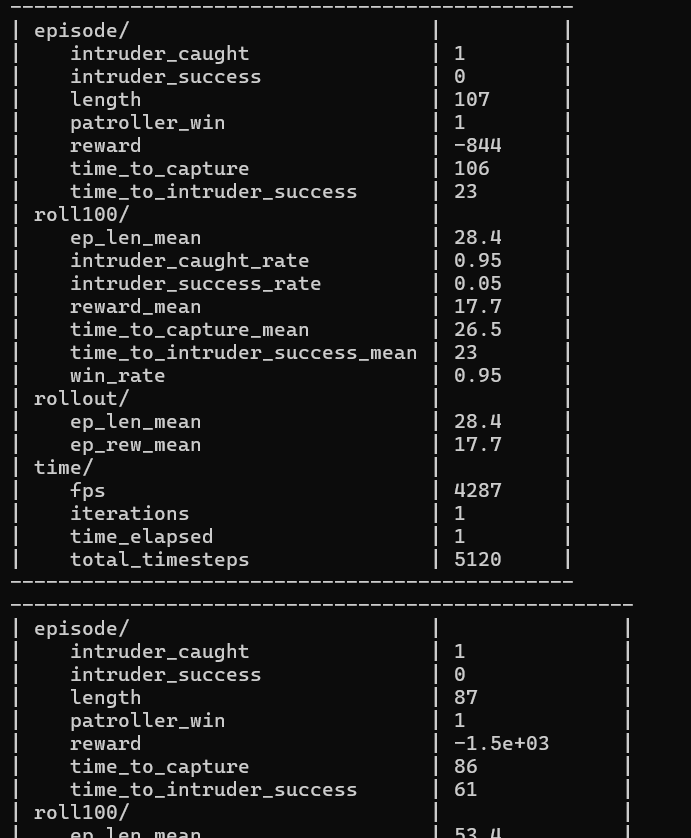 ----------------------------------------------
| episode/                         |         |
|    intruder_caught               | 1       |
|    intruder_success              | 0       |
|    length                        | 107     |
|    patroller_win                 | 1       |
|    reward                        | -844    |
|    time_to_capture               | 106     |
|    time_to_intruder_success      | 23      |
| roll100/                         |         |
|    ep_len_mean                   | 28.4    |
|    intruder_caught_rate          | 0.95    |
|    intruder_success_rate         | 0.05    |
|    reward_mean                   | 17.7    |
|    time_to_capture_mean          | 26.5    |
|    time_to_intruder_success_mean | 23      |
|    win_rate                      | 0.95    |
| rollout/                         |         |
|    ep_len_mean                   | 28.4    |
|    ep_rew_mean                   | 17.7    |
| time/                            |         |
|    fps                           | 4287    |
|    iterations                    | 1       |
|    time_elapsed                  | 1       |
|    total_timesteps               | 5120    |
----------------------------------------------
---------------------------------------------------
| episode/                         |              |
|    intruder_caught               | 1            |
|    intruder_success              | 0            |
|    length                        | 87           |
|    patroller_win                 | 1            |
|    reward                        | -1.5e+03     |
|    time_to_capture               | 86           |
|    time_to_intruder_success      | 61           |
| roll100/                         |              |
|    ep_len_mean                   | 53.4         |